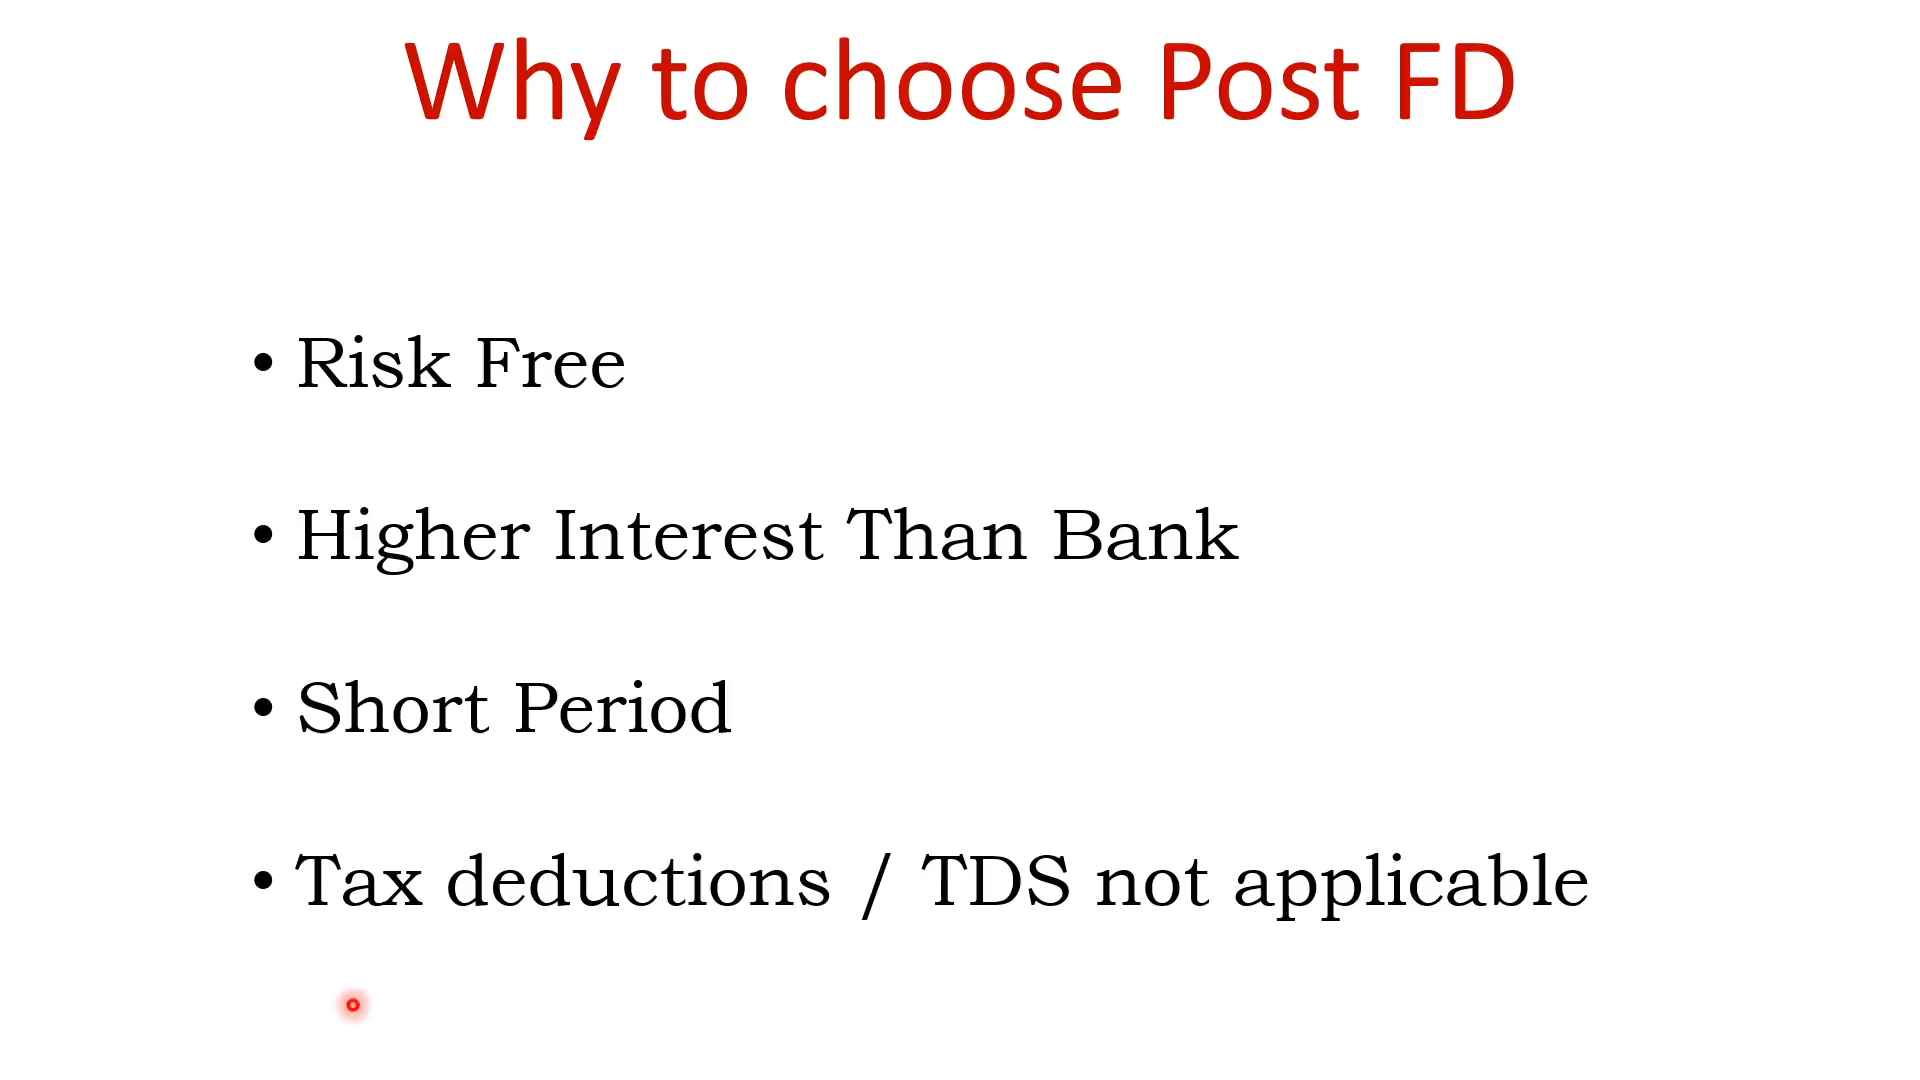 Why to choose Post FD
• Risk Free
• Higher Interest Than Bank
• Short Period
• Tax deductions / TDS not applicable